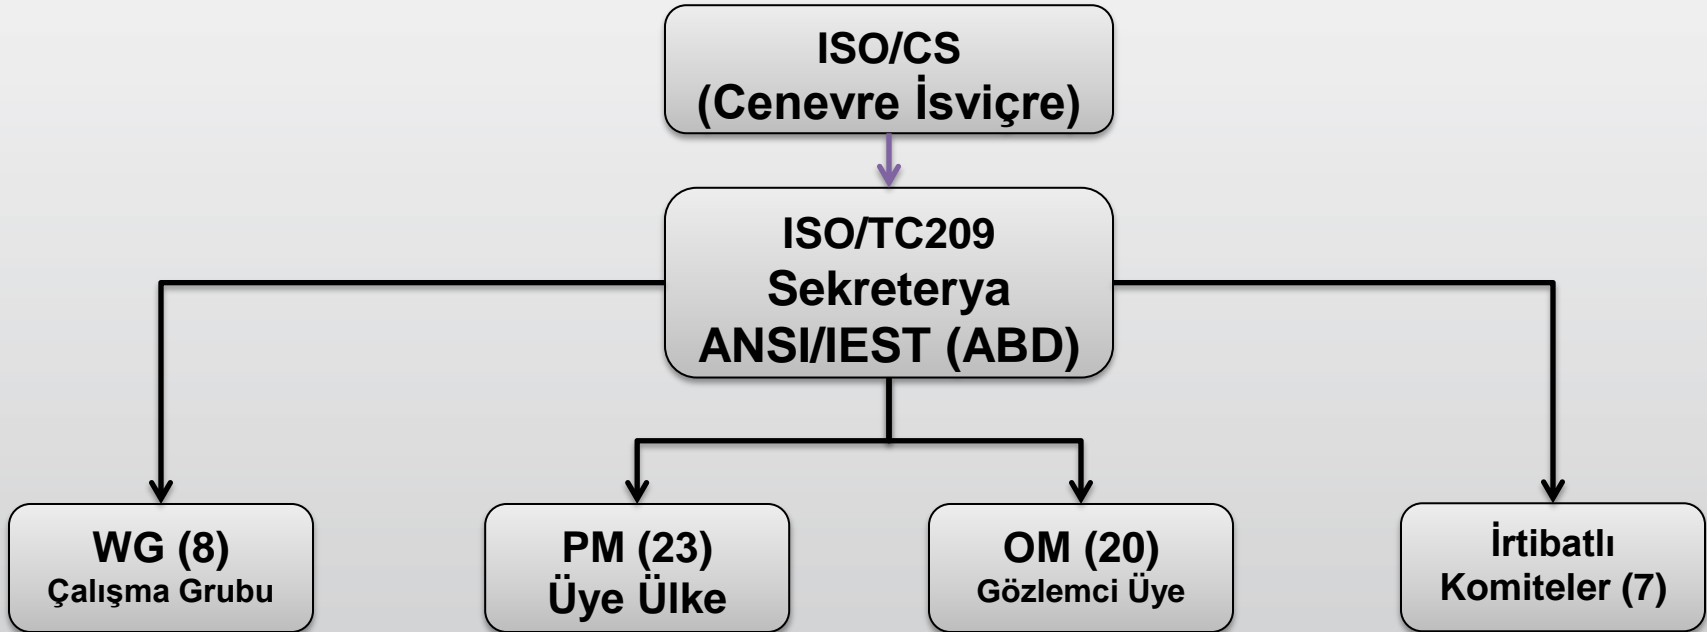 ISO/CS
(Cenevre İsviçre)
ISO/TC209
Sekreterya
ANSI/IEST (ABD)
WG (8)
Çalışma Grubu
PM (23)
Üye Ülke
OM (20)
Gözlemci Üye
İrtibatlı
Komiteler (7)